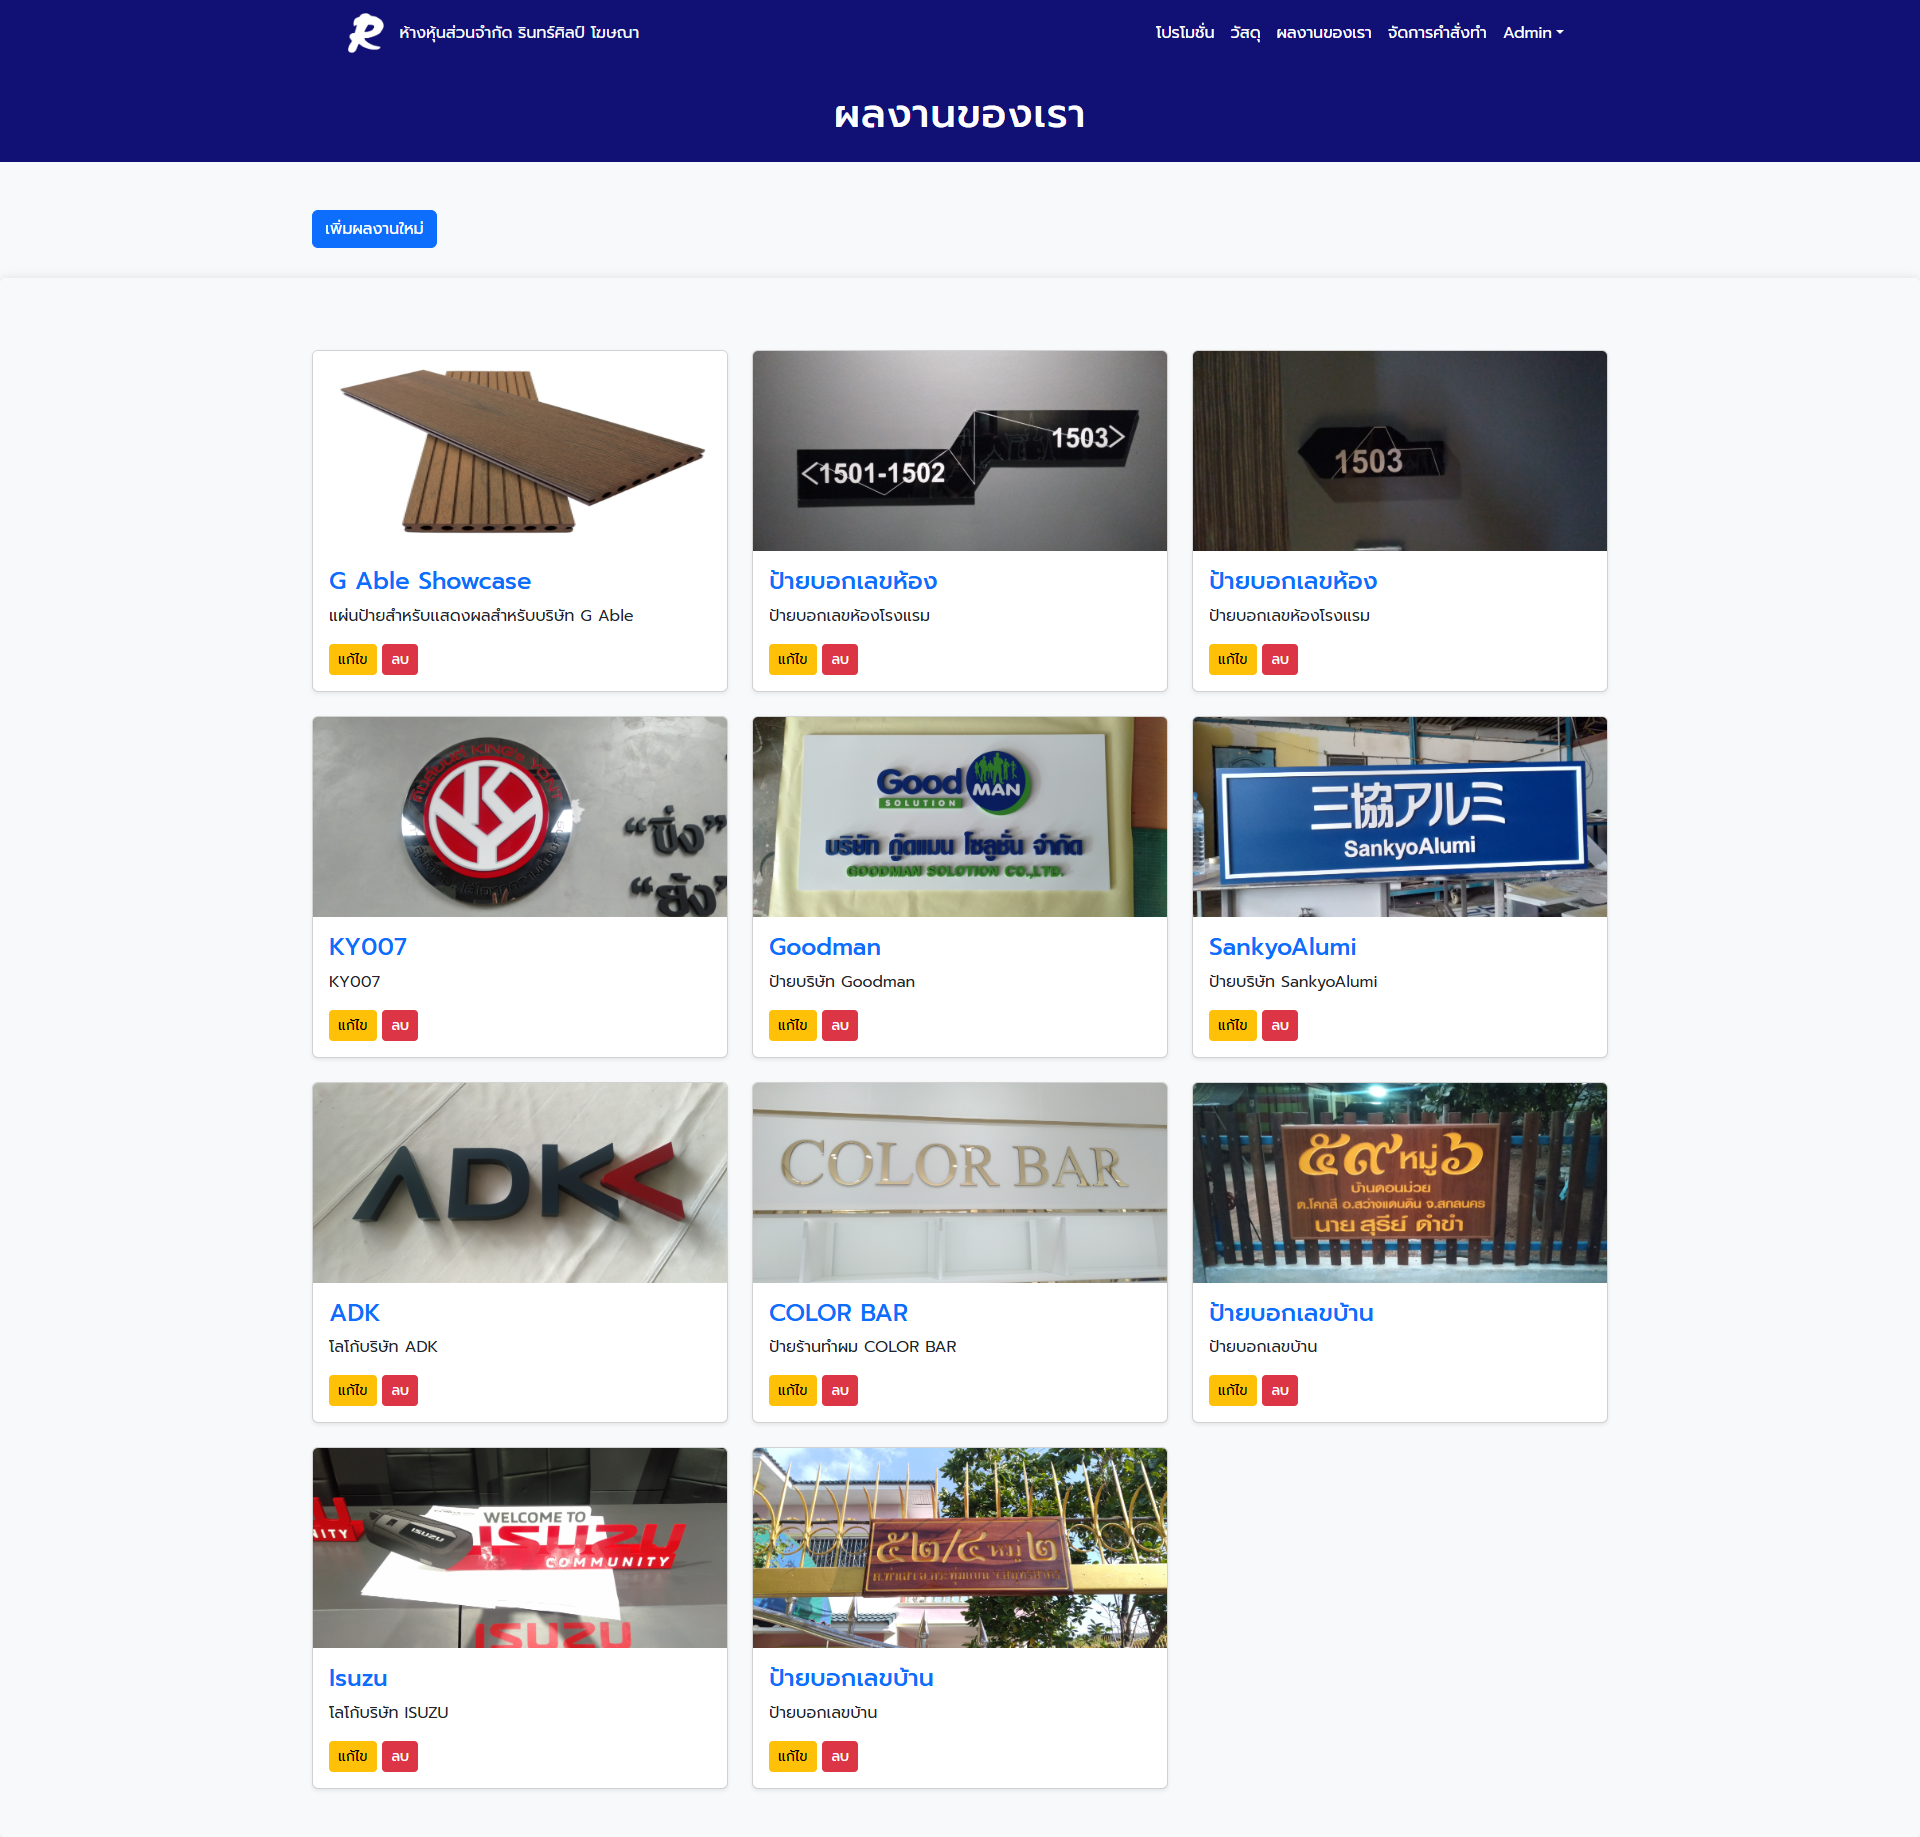 R
ห้างหุ้นส่วนจำกัด รินทร์ศิลป์ โฆษณา
โปรโมชั่น วัสดุ ผลงานของเรา จัดการคำสั่งทำ Admin
ผลงานของเรา
เพิ่มผลงานใหม่
G Able Showcase
แผ่นป้ายสำหรับแสดงผลสำหรับบริษัท G Able
แก้ไข ลบ
1503>
<1501-1502
ป้ายบอกเลขห้อง
ป้ายบอกเลขห้องโรงแรม
แก้ไข ลบ
1503
ป้ายบอกเลขห้อง
ป้ายบอกเลขห้องโรงแรม
แก้ไข ลบ
KY
“ขิ่ง”
“ยั้ง”
KY007
KY007
แก้ไข ลบ
Good MAN
SOLUTION
บริษัท กู๊ดแมน โซลูชั่น จำกัด
GOODMAN SOLUTION CO.,LTD.
Goodman
ป้ายบริษัท Goodman
แก้ไข ลบ
三協アルミ
SankyoAlumi
SankyoAlumi
ป้ายบริษัท SankyoAlumi
แก้ไข ลบ
ADK
ADK
โลโก้บริษัท ADK
แก้ไข ลบ
COLOR BAR
COLOR BAR
ป้ายร้านทำผม COLOR BAR
แก้ไข ลบ
๕๙ หมู่ ๖
บ้านดอนม่วย
ต.โคกสี อ.สว่างแดนดิน จ.สกลนคร
นาย สุรีย์ ดำขำ
ป้ายบอกเลขบ้าน
ป้ายบอกเลขบ้าน
แก้ไข ลบ
WELCOME TO
ISUZU
COMMUNITY
ISUZU
ISUZU
Isuzu
โลโก้บริษัท ISUZU
แก้ไข ลบ
๕๒/๔ หมู่ ๒
ป้ายบอกเลขบ้าน
ป้ายบอกเลขบ้าน
แก้ไข ลบ